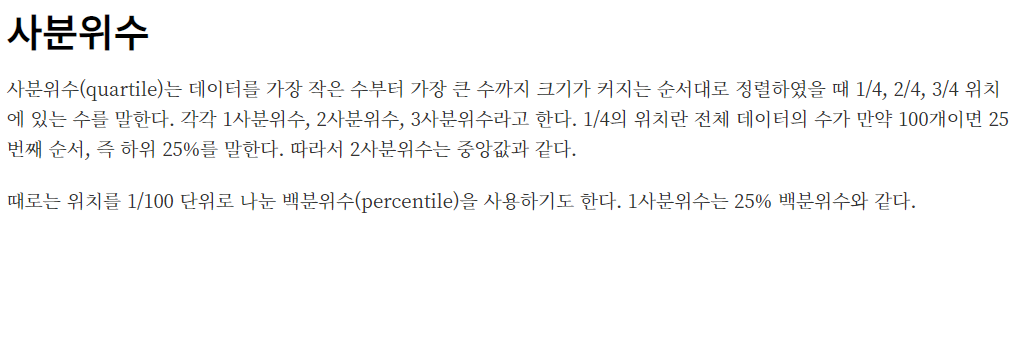 사분위수
사분위수(quartile)는 데이터를 가장 작은 수부터 가장 큰 수까지 크기가 커지는 순서대로 정렬하였을 때 1/4, 2/4, 3/4 위치
에 있는 수를 말한다. 각각 1사분위수, 2사분위수, 3사분위수라고 한다. 1/4의 위치란 전체 데이터의 수가 만약 100개이면 25
번째 순서, 즉 하위 25%를 말한다. 따라서 2사분위수는 중앙값과 같다.
때로는 위치를 1/100 단위로 나눈 백분위수(percentile)을 사용하기도 한다. 1사분위수는 25% 백분위수와 같다.